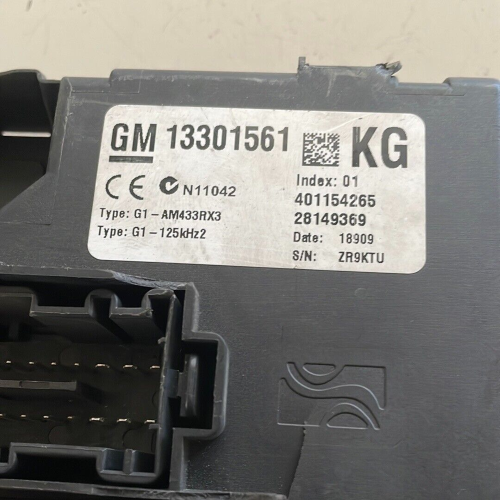 GM 13301561 KG
CE N11042
Type: G1-AM433RX3
Type: G1-125kHz2
Index: 01
401154265
28149369
Date: 18909
S/N: ZR9KTU